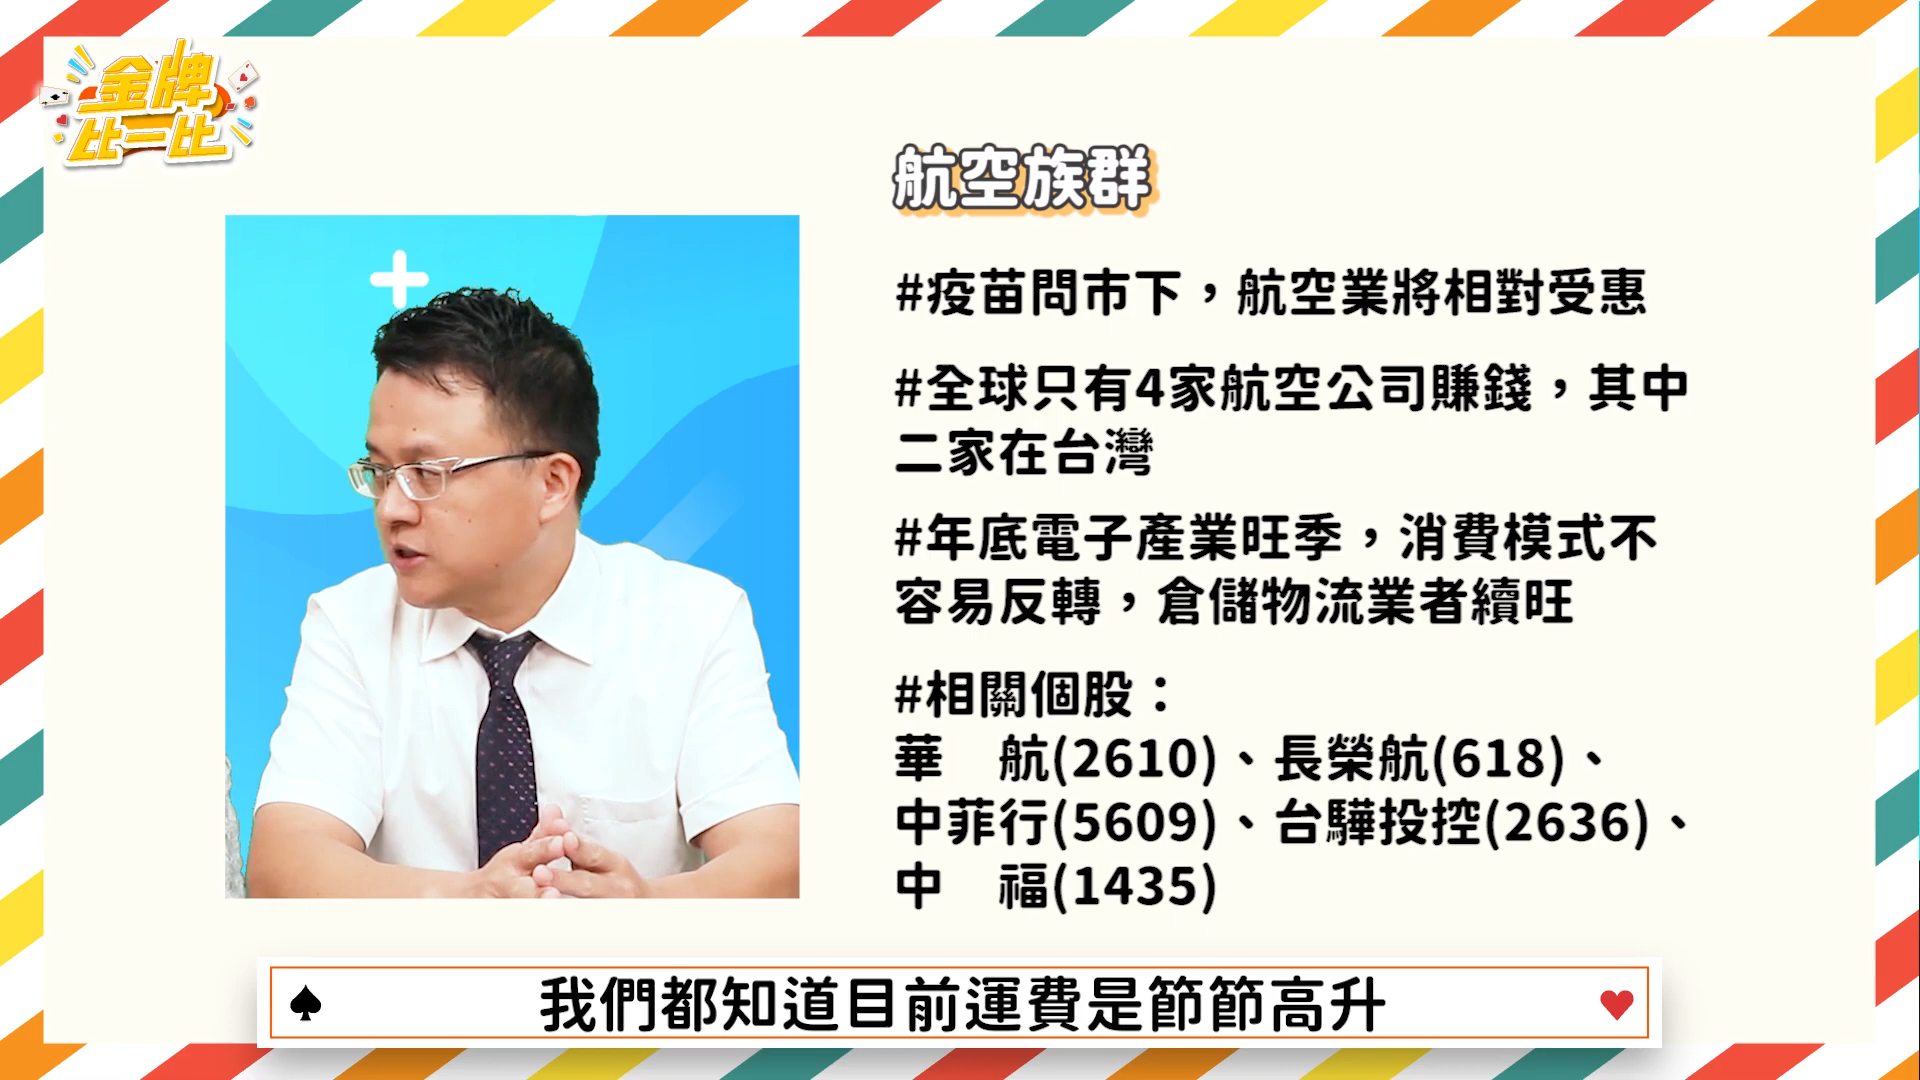 金牌
比一比
航空族群
#疫苗問市下，航空業將相對受惠
#全球只有4家航空公司賺錢，其中
二家在台灣
#年底電子產業旺季，消費模式不
容易反轉，倉儲物流業者續旺
#相關個股：
華　航(2610)、長榮航(618)、
中菲行(5609)、台驊投控(2636)、
中　福(1435)
我們都知道目前運費是節節高升